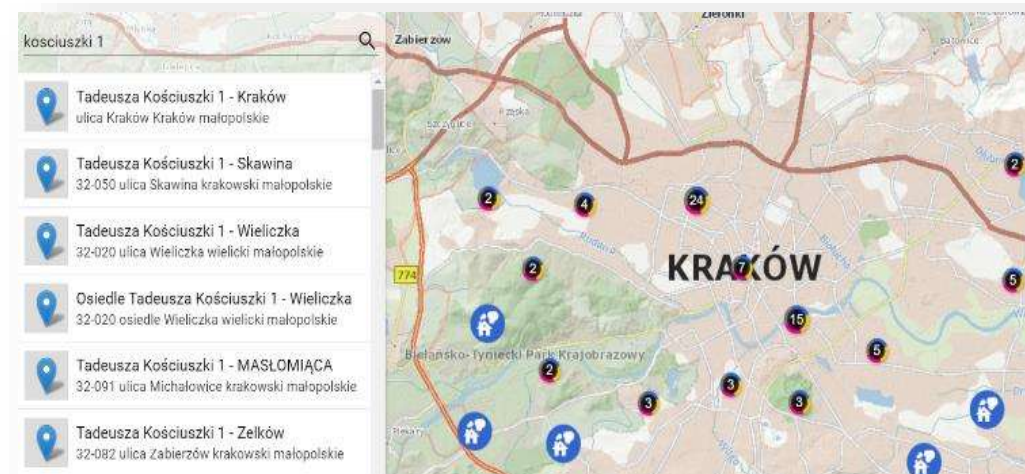 kosciuszki 1
Tadeusza Kościuszki 1 - Kraków
ulica Kraków Kraków małopolskie
Tadeusza Kościuszki 1 - Skawina
32-050 ulica Skawina krakowski małopolskie
Tadeusza Kościuszki 1 - Wieliczka
32-020 ulica Wieliczka wielicki małopolskie
Osiedle Tadeusza Kościuszki 1 - Wieliczka
32-020 osiedle Wieliczka wielicki małopolskie
Tadeusza Kościuszki 1 - MASŁOMIĄCA
32-091 ulica Michałowice krakowski małopolskie
Tadeusza Kościuszki 1 - Zelków
32-082 ulica Zabierzów krakowski małopolskie
Zielonki
Zabierzów
Rząska
2
2
4
24
Rudawa
2
KRAKÓW
7
774
5
15
Bielańsko-Tyniecki Park Krajobrazowy
5
2
3
3
3
Piekary
Wilga